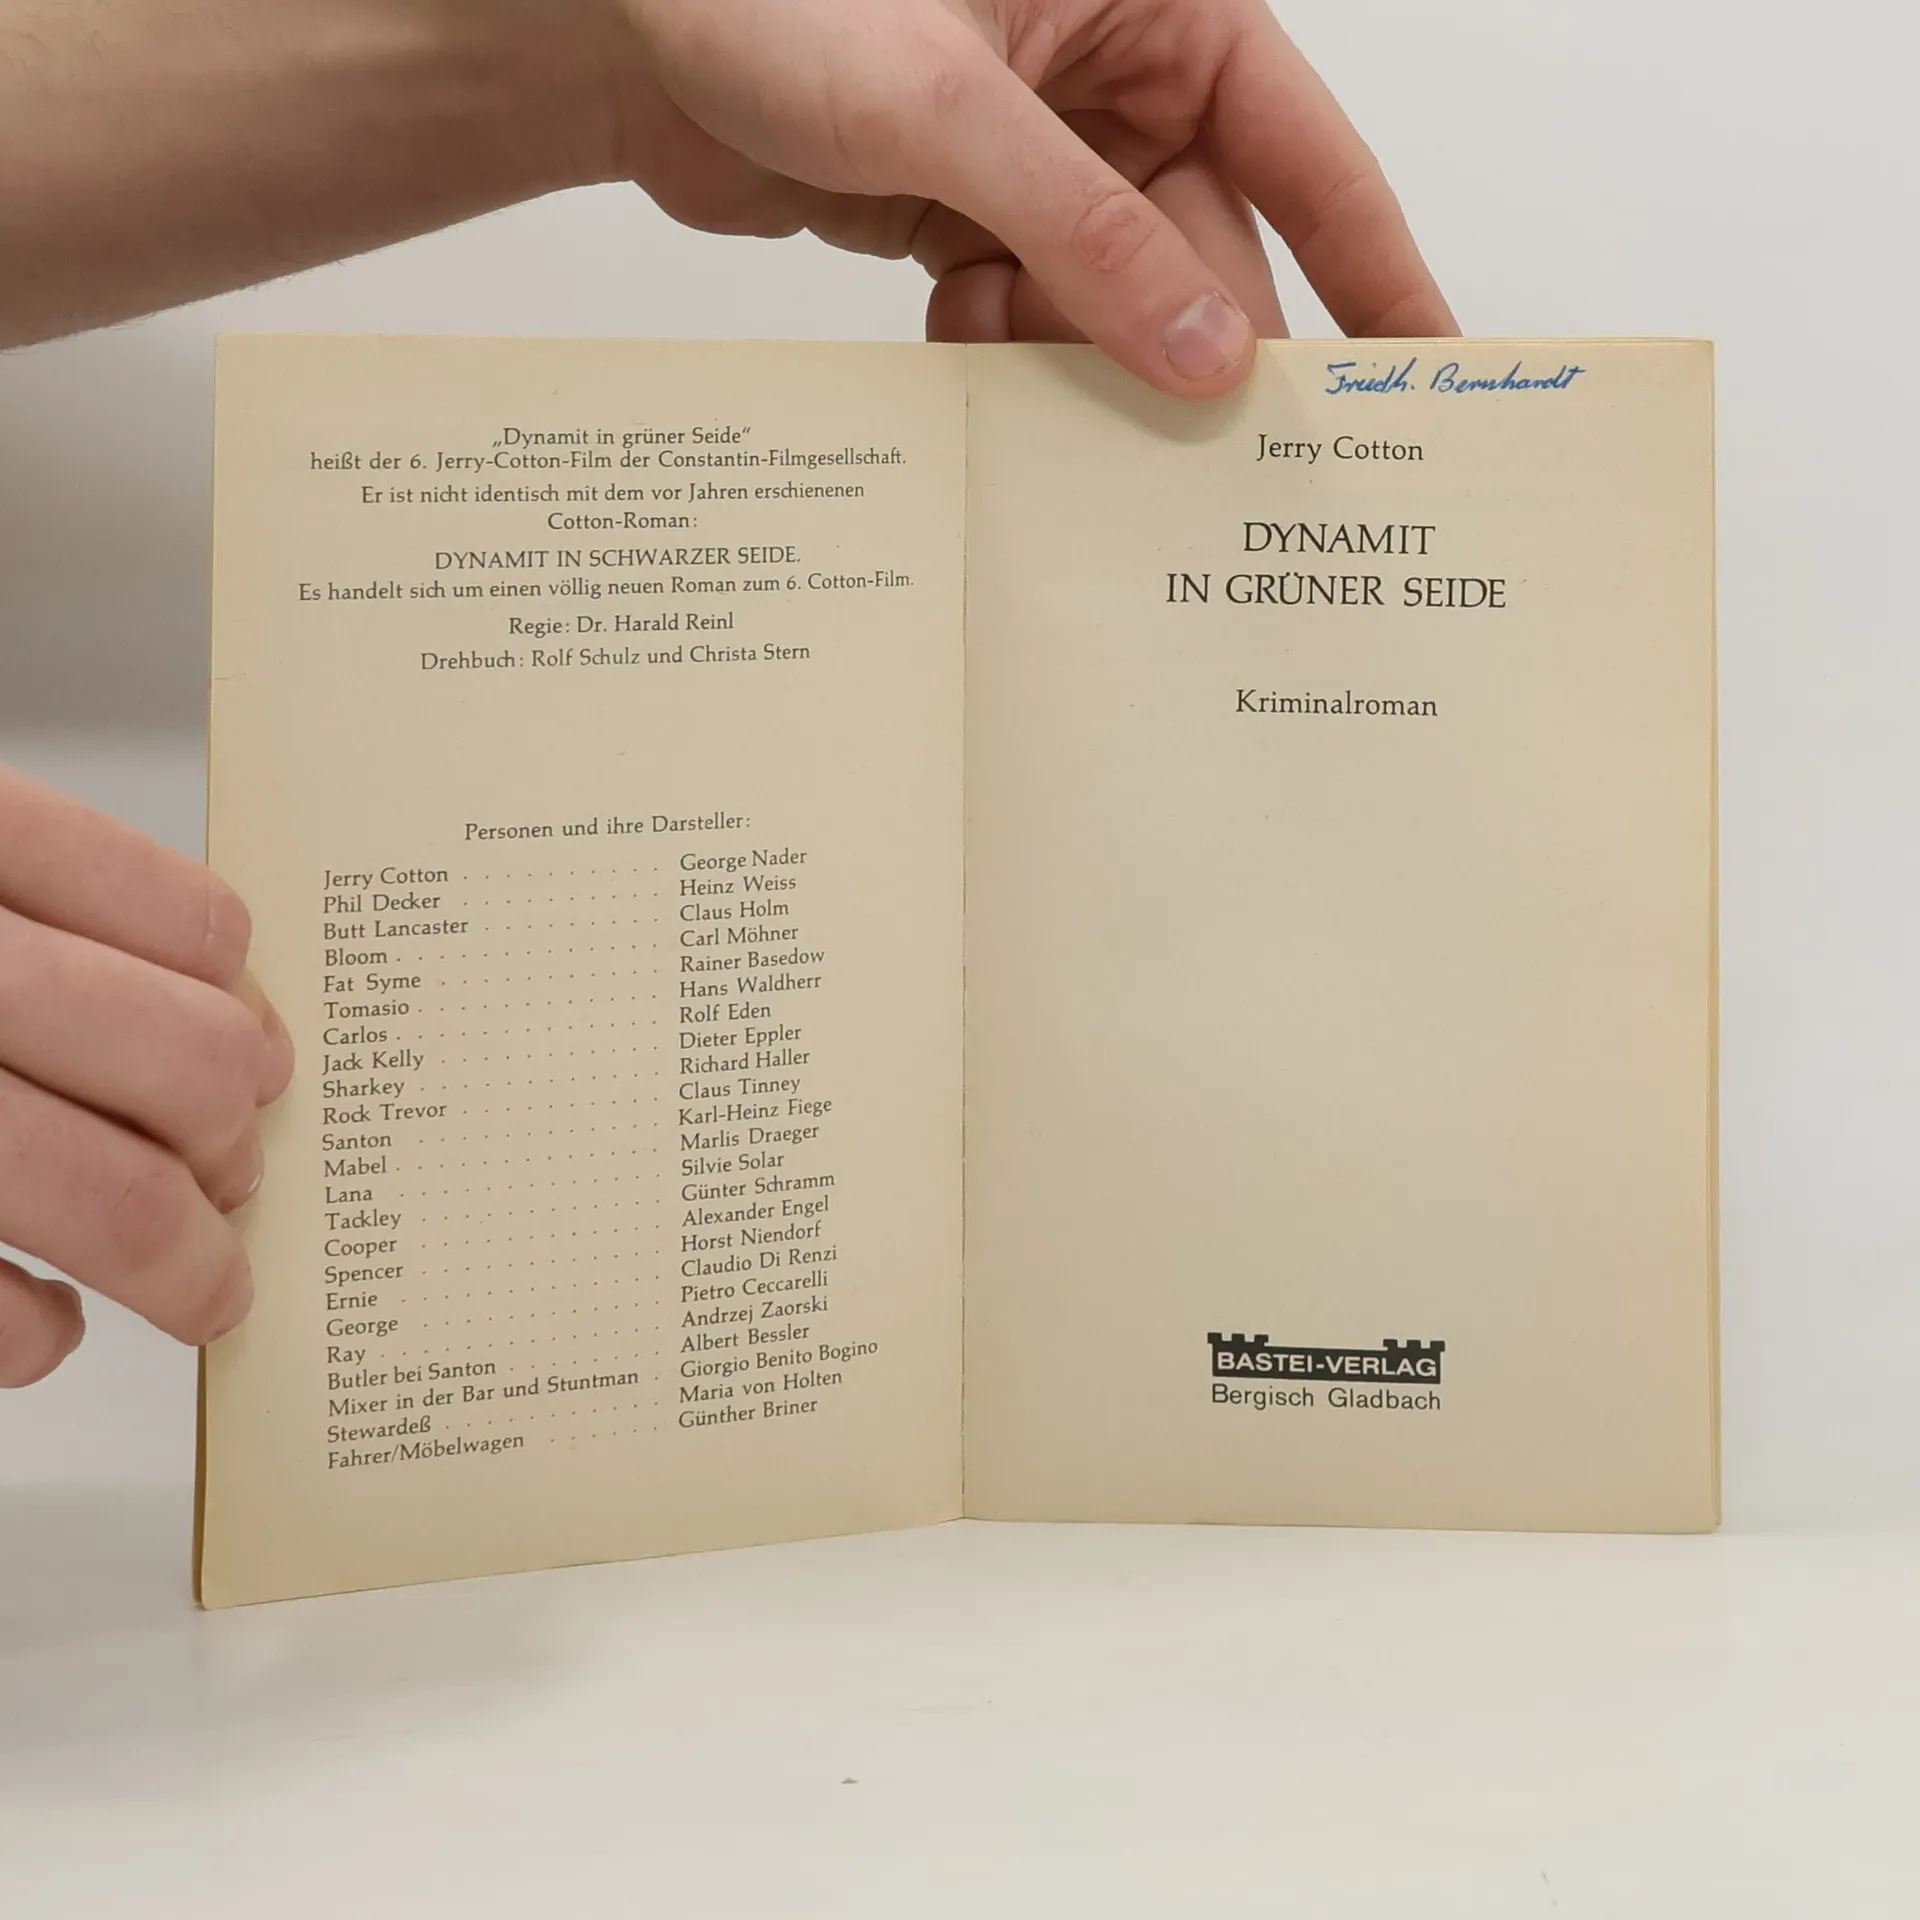 „Dynamit in grüner Seide“
heißt der 6. Jerry-Cotton-Film der Constantin-Filmgesellschaft.
Er ist nicht identisch mit dem vor Jahren erschienenen
Cotton-Roman:
DYNAMIT IN SCHWARZER SEIDE.
Es handelt sich um einen völlig neuen Roman zum 6. Cotton-Film.
Regie: Dr. Harald Reinl
Drehbuch: Rolf Schulz und Christa Stern
Personen und ihre Darsteller:
Jerry Cotton . . . . . . . . . . George Nader
Phil Decker . . . . . . . . . . Heinz Weiss
Butt Lancaster . . . . . . . . . Claus Holm
Bloom . . . . . . . . . . . . . Carl Möhner
Fat Syme . . . . . . . . . . . Rainer Basedow
Tomasio . . . . . . . . . . . . Hans Waldherr
Carlos . . . . . . . . . . . . . Rolf Eden
Jack Kelly . . . . . . . . . . . Dieter Eppler
Sharkey . . . . . . . . . . . . Richard Haller
Rock Trevor . . . . . . . . . . Claus Tinney
Santon . . . . . . . . . . . . Karl-Heinz Fiege
Mabel . . . . . . . . . . . . . Marlis Draeger
Lana . . . . . . . . . . . . . Silvie Solar
Tackley . . . . . . . . . . . . Günter Schramm
Cooper . . . . . . . . . . . . Alexander Engel
Spencer . . . . . . . . . . . . Horst Niendorf
Ernie . . . . . . . . . . . . . Claudio Di Renzi
George . . . . . . . . . . . . Pietro Ceccarelli
Ray . . . . . . . . . . . . . . Andrzej Zaorski
Butler bei Santon . . . . . . . . Albert Bessler
Mixer in der Bar und Stuntman . Giorgio Benito Bogino
Stewardeß . . . . . . . . . . . Maria von Holten
Fahrer/Möbelwagen . . . . . . Günther Briner
Friedh. Bernhardt
Jerry Cotton
DYNAMIT
IN GRÜNER SEIDE
Kriminalroman
BASTEI-VERLAG
Bergisch Gladbach